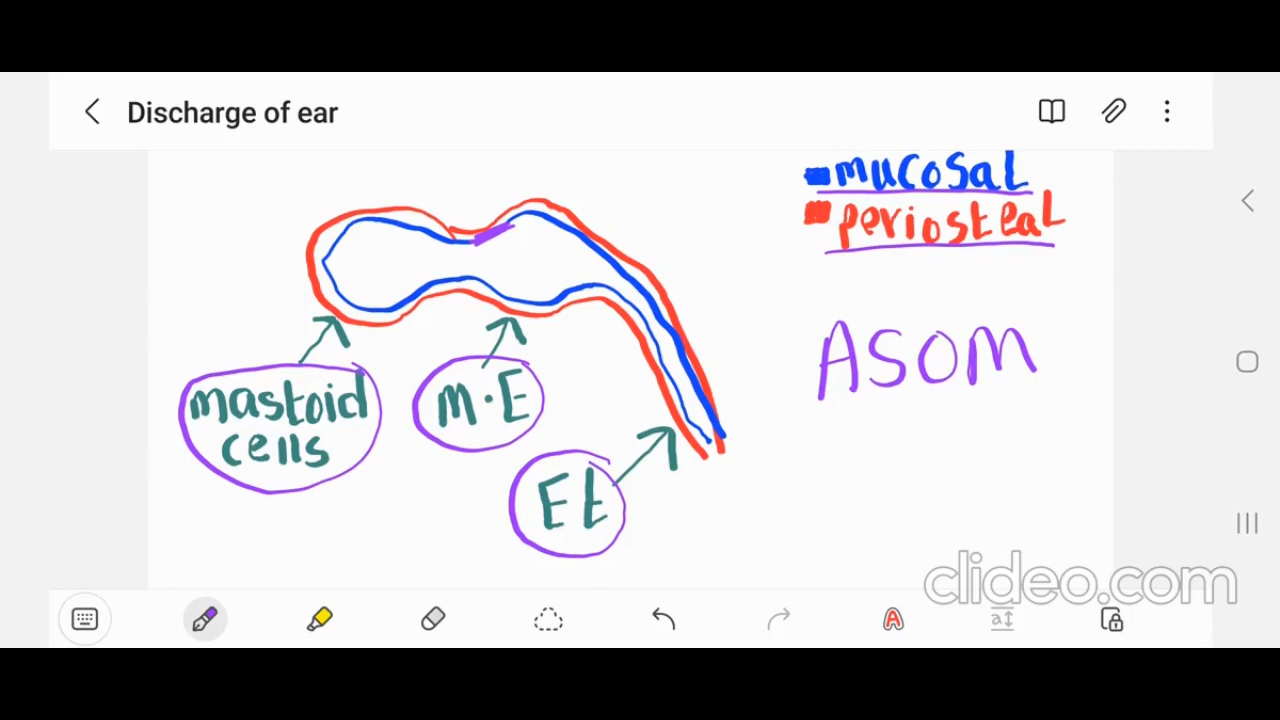 Discharge of ear
mucosal
periosteal
ASOM
mastoid
cells
M.E
Et
clideo.com
A
a